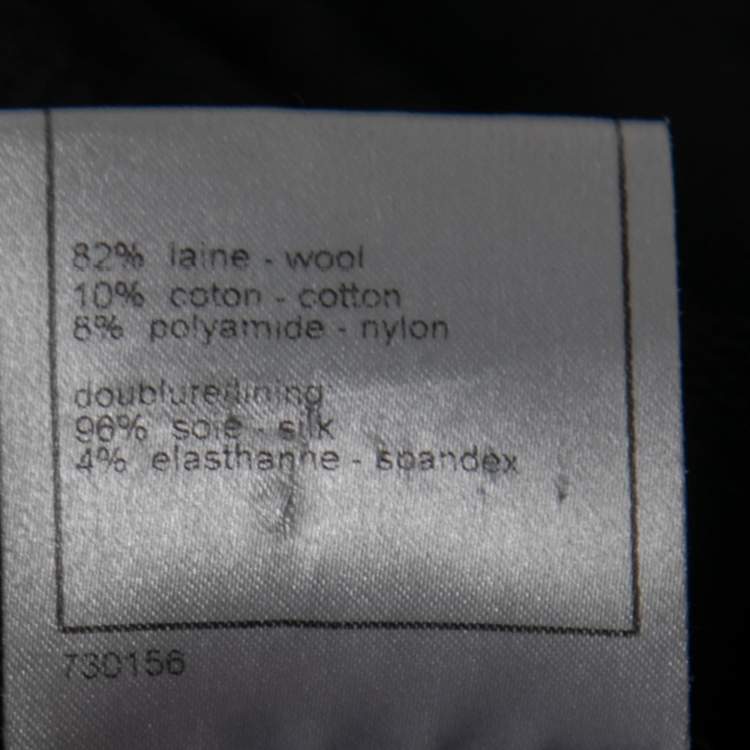 82% laine - wool
10% coton - cotton
8% polyamide - nylon
doublure/lining
96% soie - silk
4% elasthanne - spandex
730156